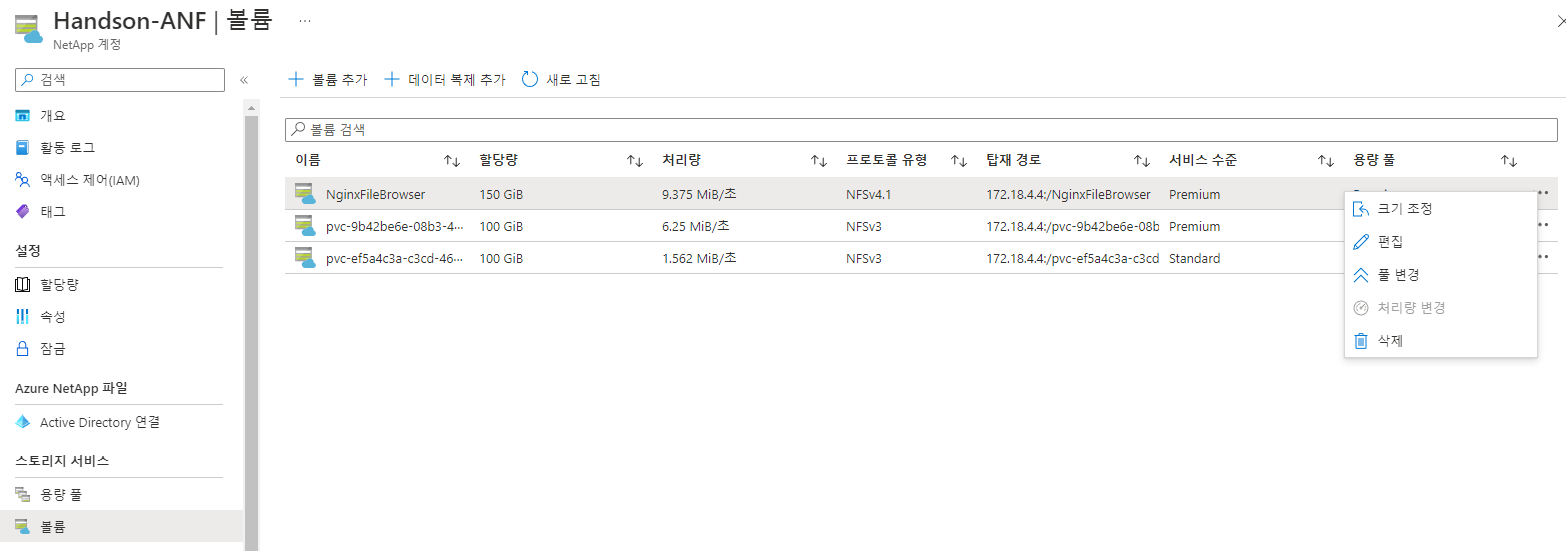 Handson-ANF | 볼륨 ...
NetApp 계정
검색
«
개요
활동 로그
액세스 제어(IAM)
태그
설정
할당량
속성
잠금
Azure NetApp 파일
Active Directory 연결
스토리지 서비스
용량 풀
볼륨
볼륨 추가 데이터 복제 추가 새로 고침
볼륨 검색
이름 할당량 처리량 프로토콜 유형 탑재 경로 서비스 수준 용량 풀
NginxFileBrowser 150 GiB 9.375 MiB/초 NFSv4.1 172.18.4.4:/NginxFileBrowser Premium
pvc-9b42be6e-08b3-4··· 100 GiB 6.25 MiB/초 NFSv3 172.18.4.4:/pvc-9b42be6e-08b Premium
pvc-ef5a4c3a-c3cd-46··· 100 GiB 1.562 MiB/초 NFSv3 172.18.4.4:/pvc-ef5a4c3a-c3cd Standard
크기 조정
편집
풀 변경
처리량 변경
삭제